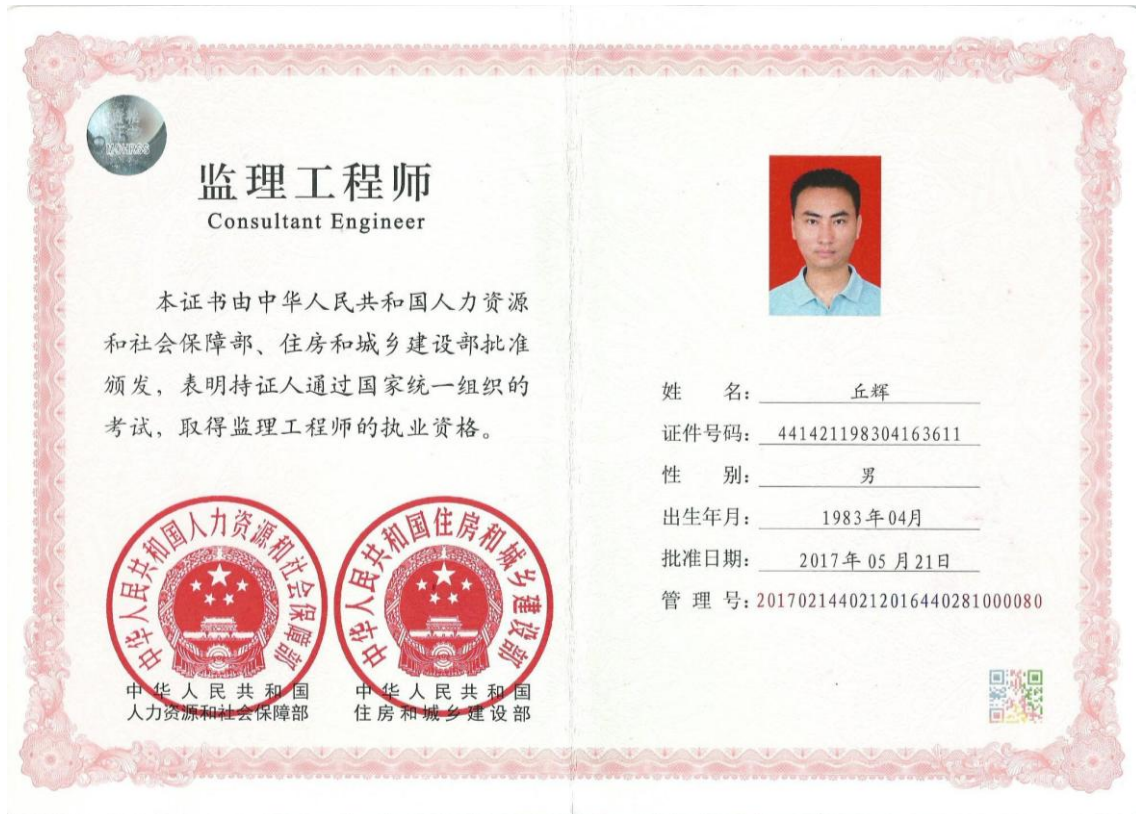 监理工程师
Consultant Engineer
本证书由中华人民共和国人力资源
和社会保障部、住房和城乡建设部批准
颁发，表明持证人通过国家统一组织的
考试，取得监理工程师的执业资格。
中华人民共和国人力资源和社会保障部
中华人民共和国住房和城乡建设部
中华人民共和国
人力资源和社会保障部
中华人民共和国
住房和城乡建设部
姓 名： 丘辉
证件号码： 441421198304163611
性 别： 男
出生年月： 1983年04月
批准日期： 2017年05月21日
管 理 号：2017021440212016440281000080